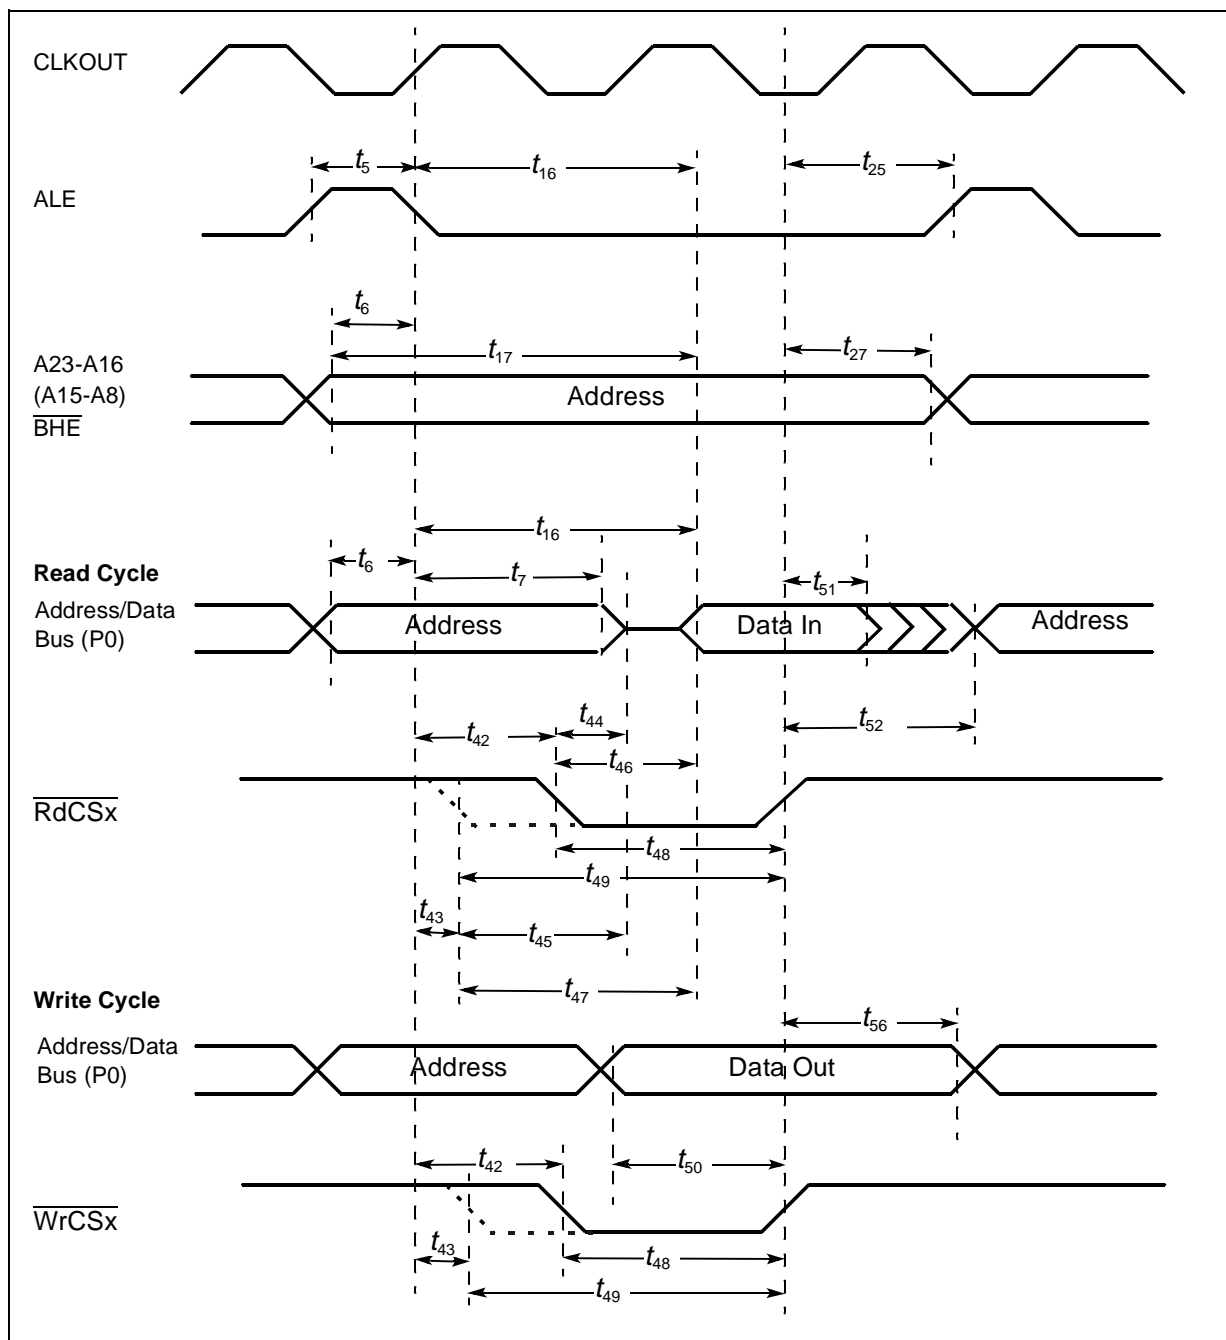 CLKOUT
t5
t16
t25
ALE
t6
t17
t27
A23-A16
(A15-A8)
BHE
Address
t16
t6
t7
t51
Read Cycle
Address/Data
Bus (P0)
Address
Data In
Address
t42
t44
t52
t46
RdCSx
t48
t49
t43
t45
t47
Write Cycle
t56
Address/Data
Bus (P0)
Address
Data Out
t42
t50
WrCSx
t43
t48
t49